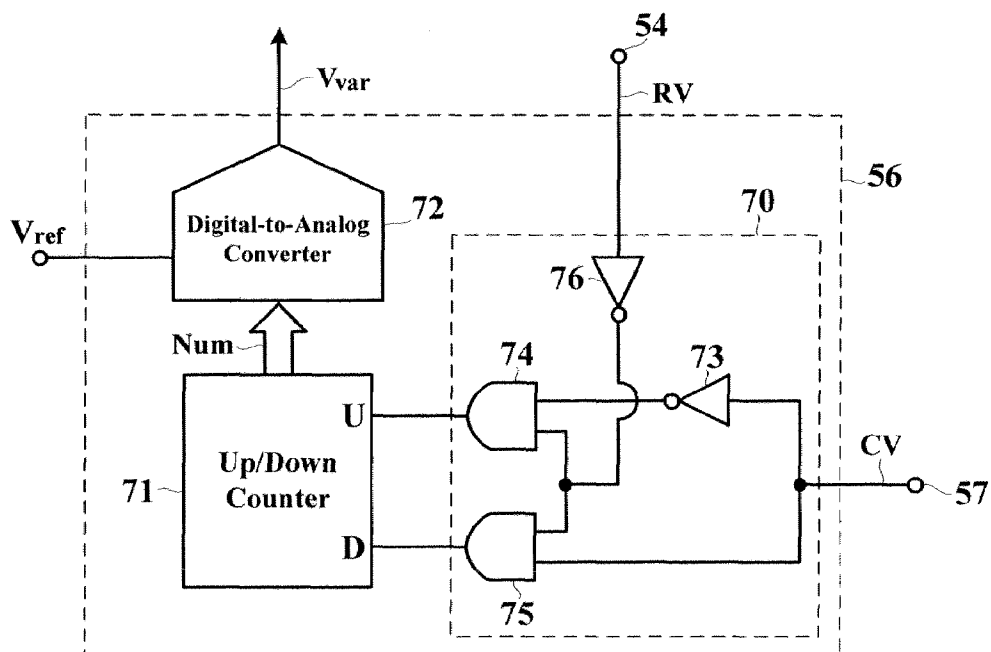 54
Vvar
RV
56
72
70
Digital-to-Analog
Converter
Vref
76
Num
74
73
U
CV
Up/Down
Counter
71
57
D
75